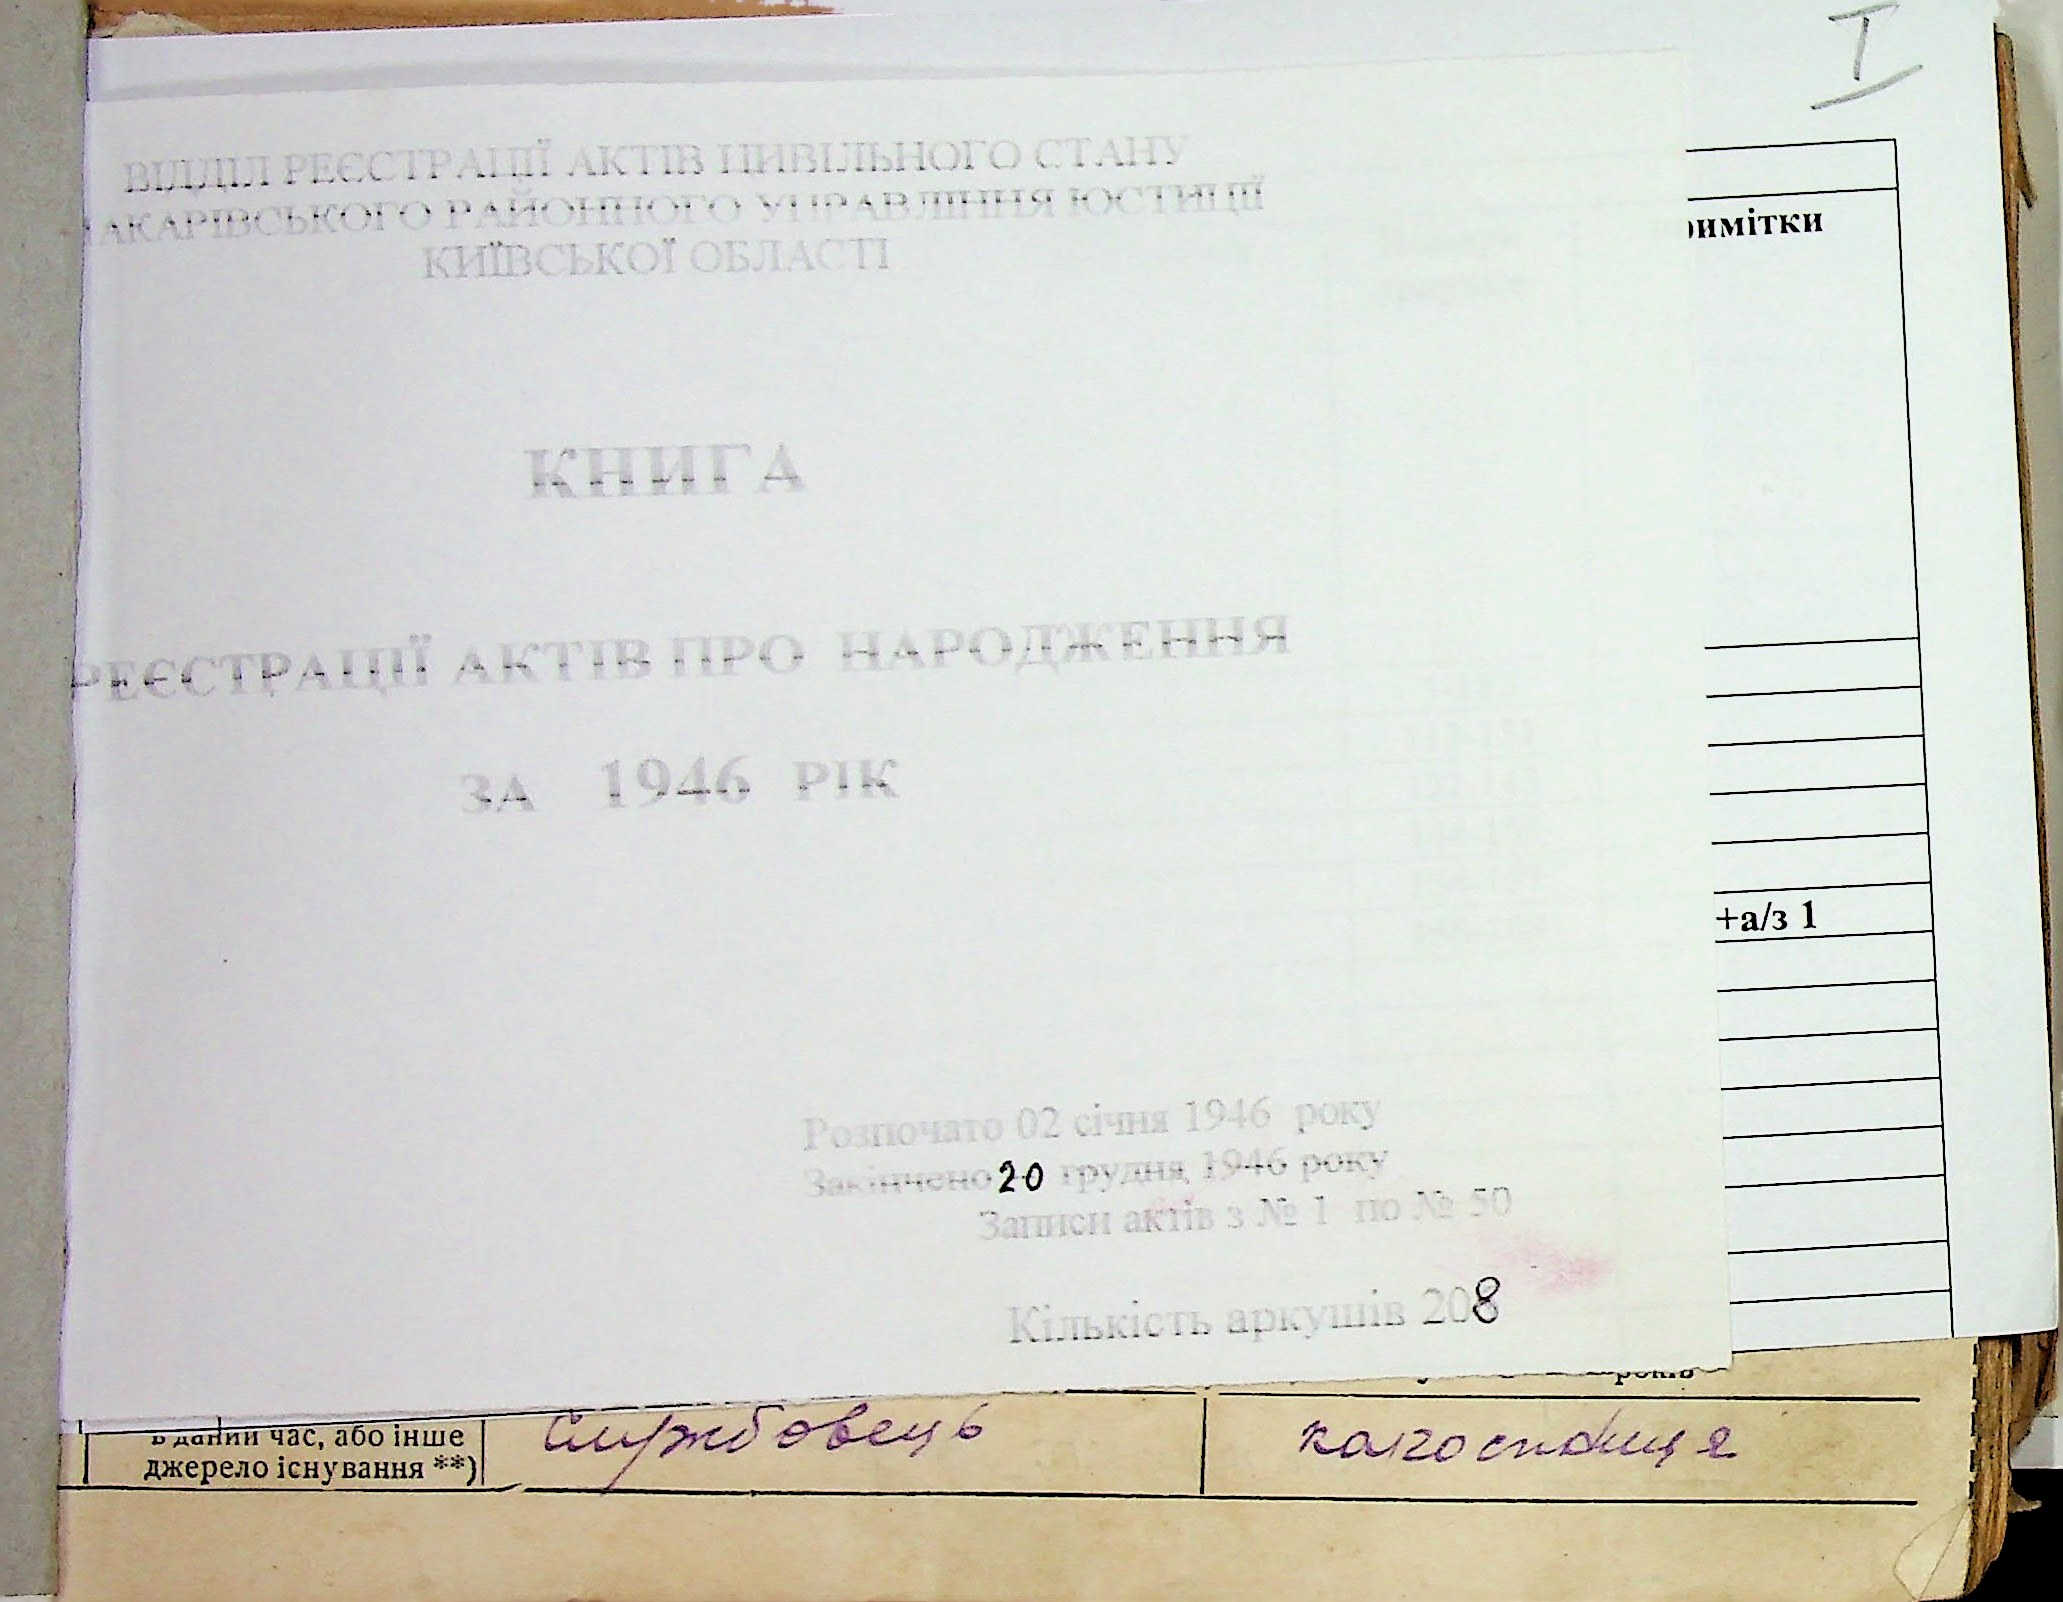 I
ВІДДІЛ РЕЄСТРАЦІЇ АКТІВ ЦИВІЛЬНОГО СТАНУ
МАКАРІВСЬКОГО РАЙОННОГО УПРАВЛІННЯ ЮСТИЦІЇ
КИЇВСЬКОЇ ОБЛАСТІ
римітки
КНИГА
РЕЄСТРАЦІЇ АКТІВ ПРО НАРОДЖЕННЯ
ЗА 1946 РІК
+а/з 1
Розпочато 02 січня 1946 року
Закінчено 20 грудня 1946 року
Записи актів з № 1 по № 50
Кількість аркушів 208
років
в даний час, або інше
джерело існування **)
службовець